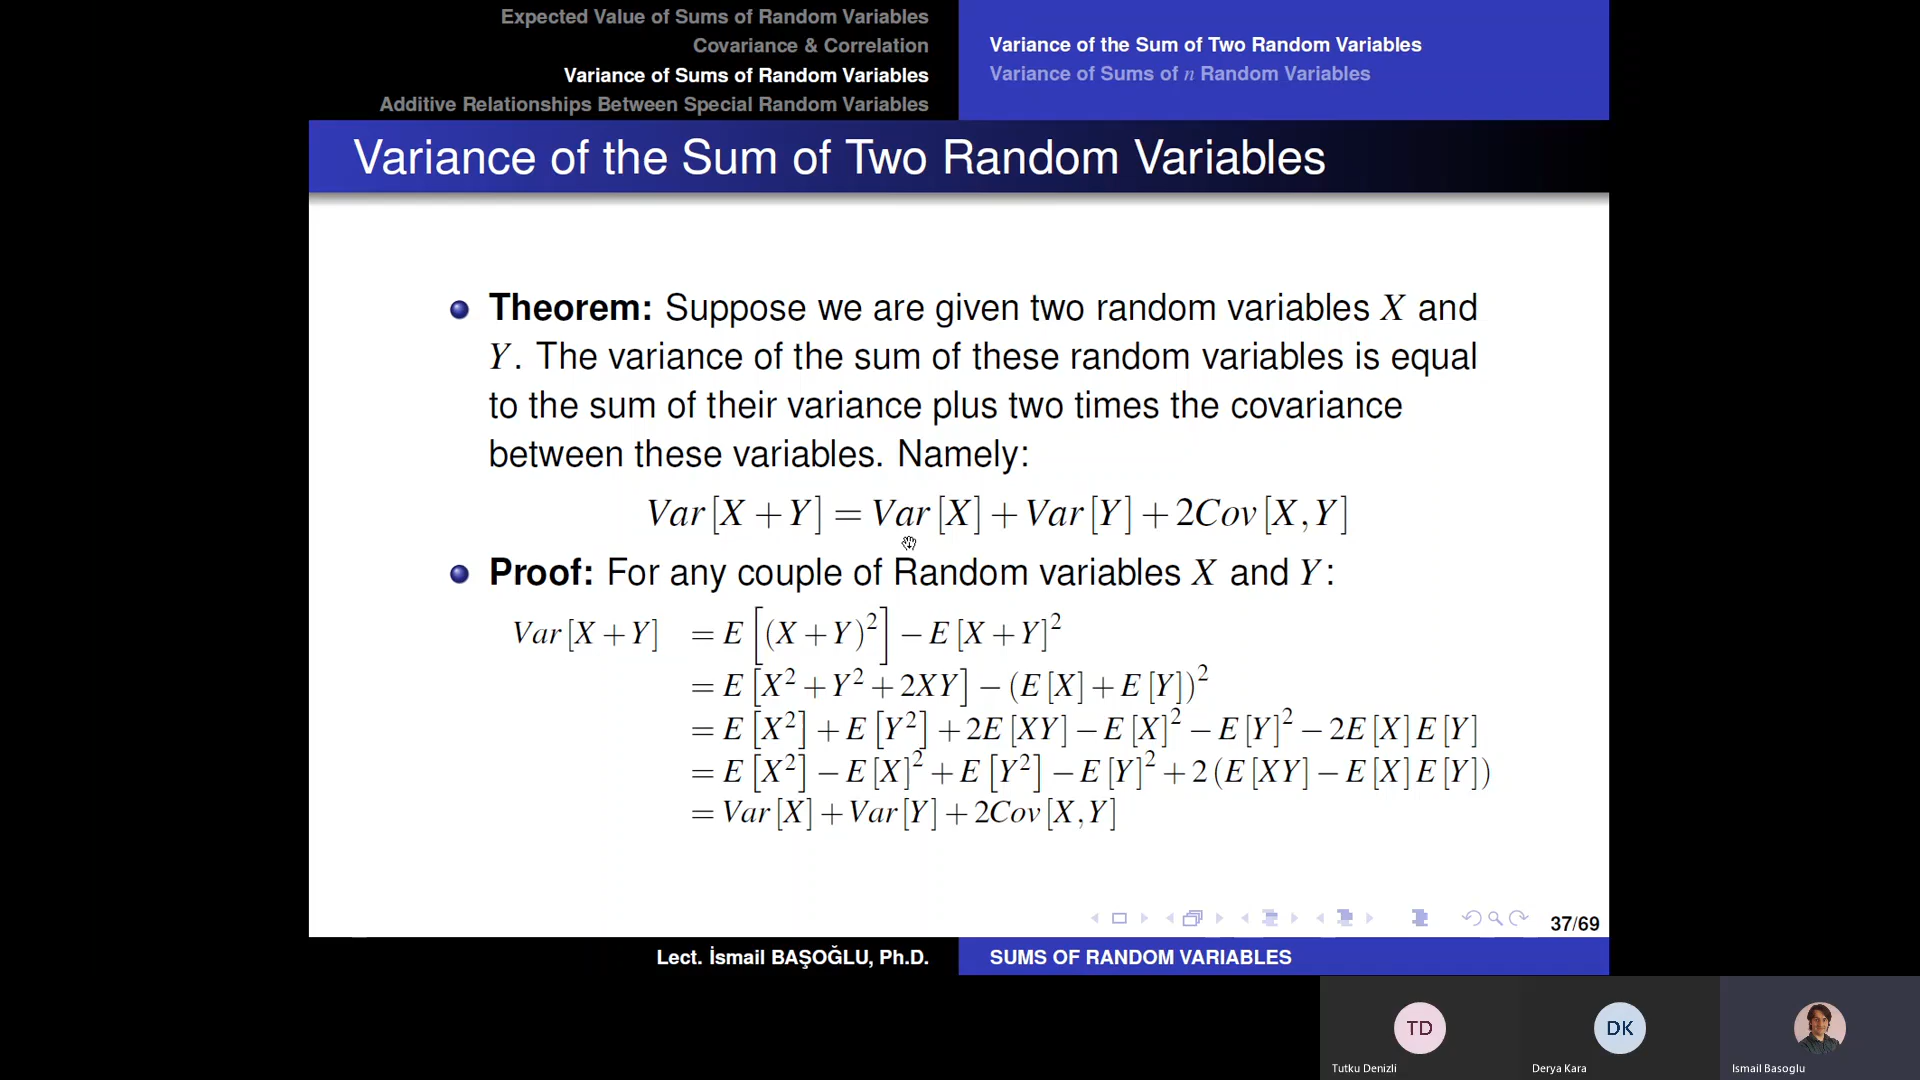 Expected Value of Sums of Random Variables
Covariance & Correlation
Variance of Sums of Random Variables
Additive Relationships Between Special Random Variables
Variance of the Sum of Two Random Variables
Variance of Sums of n Random Variables
Variance of the Sum of Two Random Variables
Theorem: Suppose we are given two random variables X and
Y. The variance of the sum of these random variables is equal
to the sum of their variance plus two times the covariance
between these variables. Namely:
Var[X + Y] = Var[X] + Var[Y] + 2Cov[X, Y]
Proof: For any couple of Random variables X and Y:
Var[X + Y] = E[(X + Y)²] − E[X + Y]²
= E[X² + Y² + 2XY] − (E[X] + E[Y])²
= E[X²] + E[Y²] + 2E[XY] − E[X]² − E[Y]² − 2E[X]E[Y]
= E[X²] − E[X]² + E[Y²] − E[Y]² + 2(E[XY] − E[X]E[Y])
= Var[X] + Var[Y] + 2Cov[X, Y]
37/69
Lect. İsmail BAŞOĞLU, Ph.D.
SUMS OF RANDOM VARIABLES
TD
DK
Tutku Denizli
Derya Kara
Ismail Basoglu